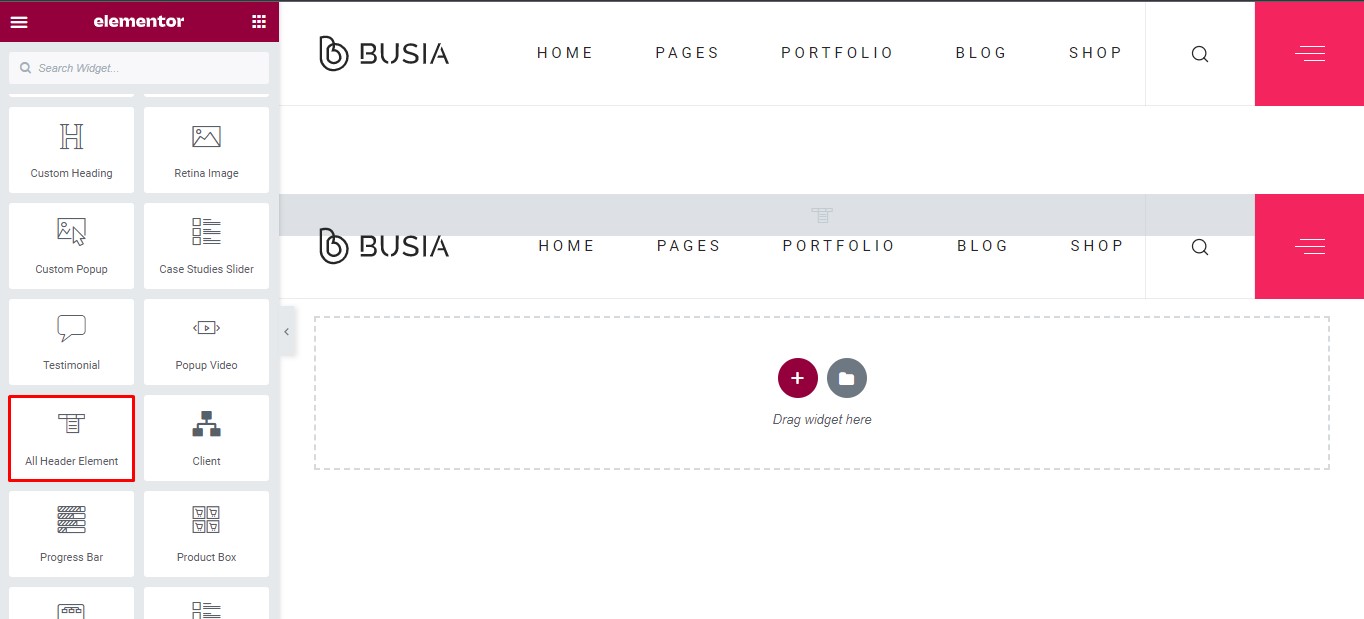 elementor
Search Widget...
Custom Heading
Retina Image
Custom Popup
Case Studies Slider
Testimonial
Popup Video
All Header Element
Client
Progress Bar
Product Box
BUSIA HOME PAGES PORTFOLIO BLOG SHOP
BUSIA HOME PAGES PORTFOLIO BLOG SHOP
Drag widget here